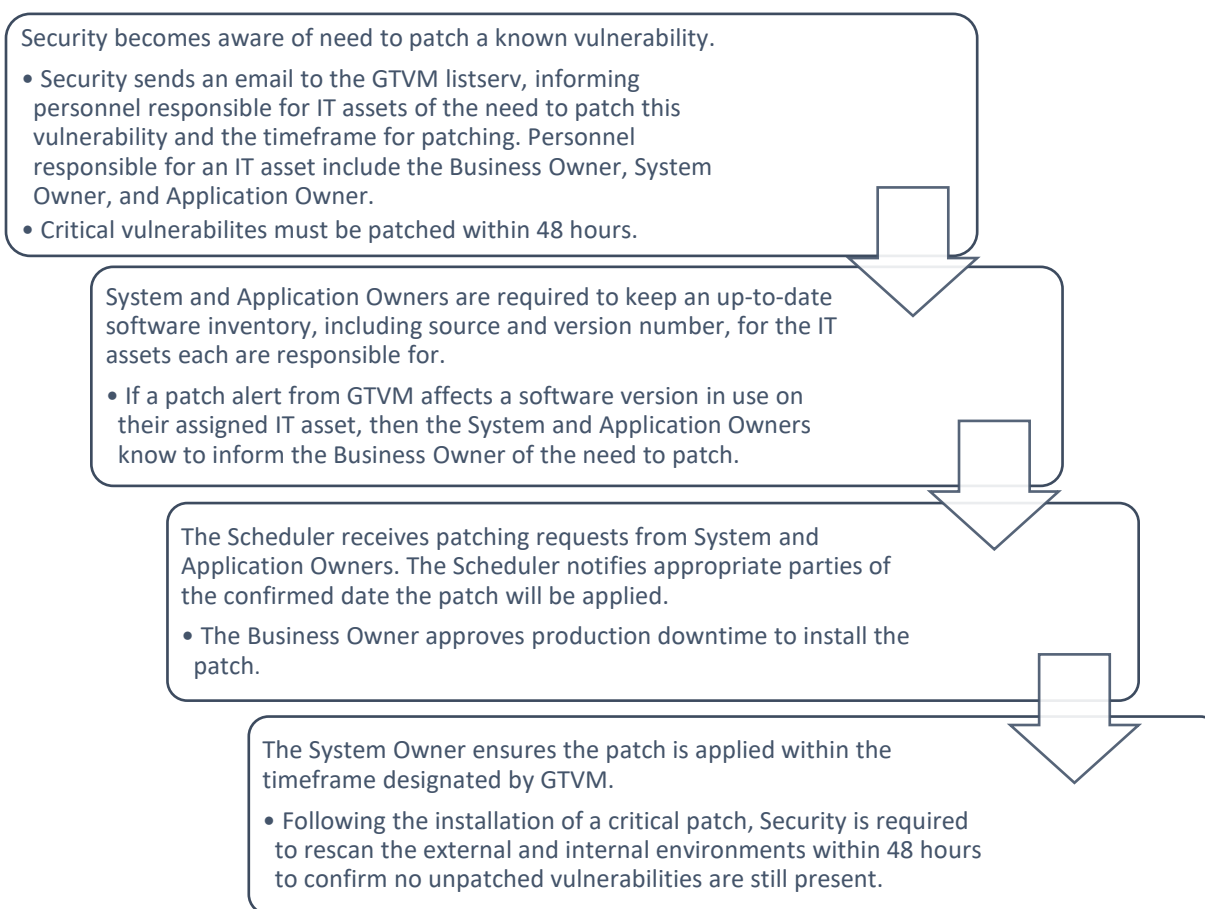 Security becomes aware of need to patch a known vulnerability.
• Security sends an email to the GTVM listserv, informing
personnel responsible for IT assets of the need to patch this
vulnerability and the timeframe for patching. Personnel
responsible for an IT asset include the Business Owner, System
Owner, and Application Owner.
• Critical vulnerabilites must be patched within 48 hours.
System and Application Owners are required to keep an up-to-date
software inventory, including source and version number, for the IT
assets each are responsible for.
• If a patch alert from GTVM affects a software version in use on
their assigned IT asset, then the System and Application Owners
know to inform the Business Owner of the need to patch.
The Scheduler receives patching requests from System and
Application Owners. The Scheduler notifies appropriate parties of
the confirmed date the patch will be applied.
• The Business Owner approves production downtime to install the
patch.
The System Owner ensures the patch is applied within the
timeframe designated by GTVM.
• Following the installation of a critical patch, Security is required
to rescan the external and internal environments within 48 hours
to confirm no unpatched vulnerabilities are still present.